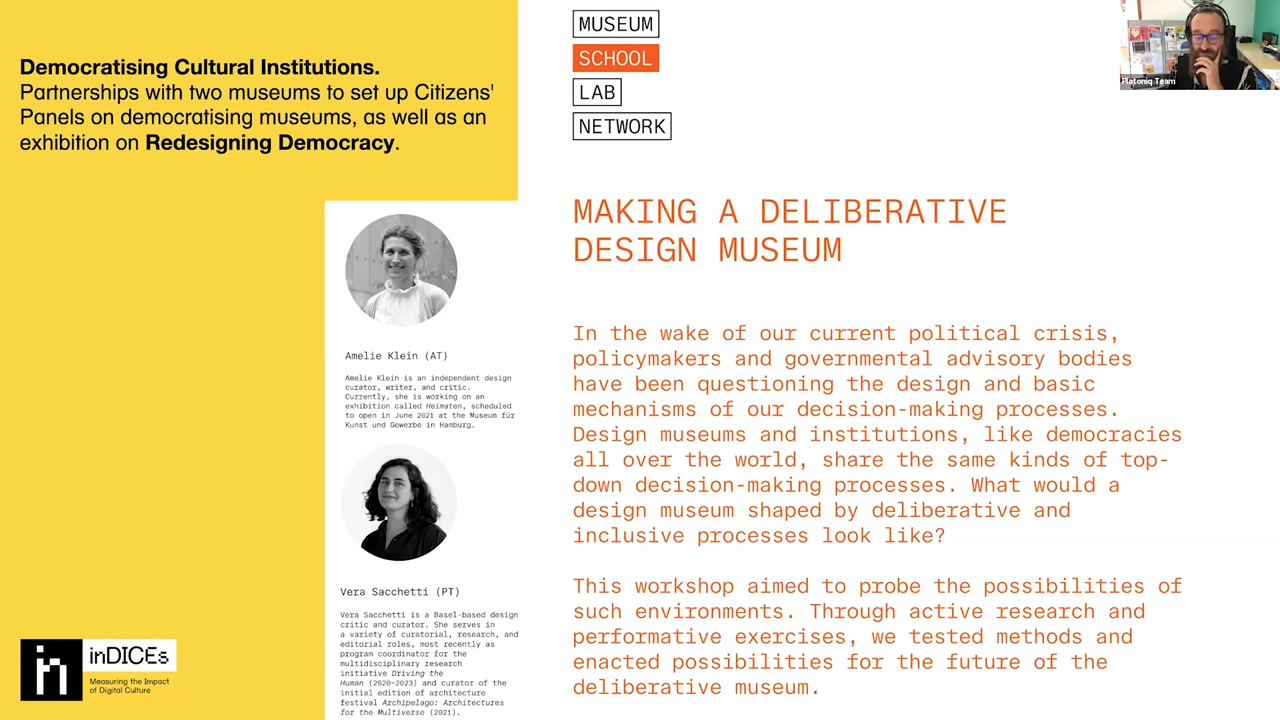 Democratising Cultural Institutions.
Partnerships with two museums to set up Citizens'
Panels on democratising museums, as well as an
exhibition on Redesigning Democracy.
Amelie Klein (AT)
Amelie Klein is an independent design
curator, writer, and critic.
Currently, she is working on an
exhibition called Heimaten, scheduled
to open in June 2021 at the Museum für
Kunst und Gewerbe in Hamburg.
Vera Sacchetti (PT)
Vera Sacchetti is a Basel-based design
critic and curator. She serves in
a variety of curatorial, research, and
editorial roles, most recently as
program coordinator for the
multidisciplinary research
initiative Driving the
Human (2020-2023) and curator of the
initial edition of architecture
festival Archipelago: Architectures
for the Multiverse (2021).
in
inDICEs
Measuring the Impact
of Digital Culture
MUSEUM
SCHOOL
LAB
NETWORK
MAKING A DELIBERATIVE
DESIGN MUSEUM
In the wake of our current political crisis,
policymakers and governmental advisory bodies
have been questioning the design and basic
mechanisms of our decision-making processes.
Design museums and institutions, like democracies
all over the world, share the same kinds of top-
down decision-making processes. What would a
design museum shaped by deliberative and
inclusive processes look like?
This workshop aimed to probe the possibilities of
such environments. Through active research and
performative exercises, we tested methods and
enacted possibilities for the future of the
deliberative museum.
Platoniq Team